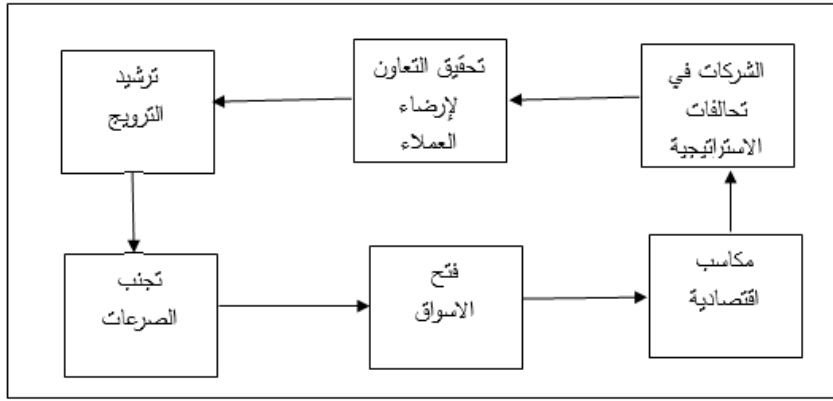 الشركات في
تحالفات
الاستراتيجية
تحقيق التعاون
لإرضاء
العملاء
ترشيد
الترويج
تجنب
الصرعات
فتح
الاسواق
مكاسب
اقتصادية